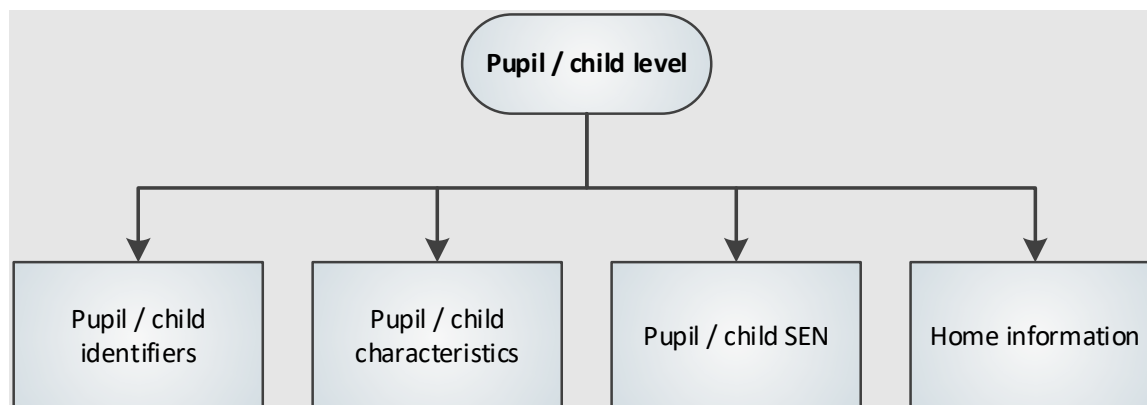 Pupil / child level
Pupil / child
identifiers
Pupil / child
characteristics
Pupil / child SEN
Home information